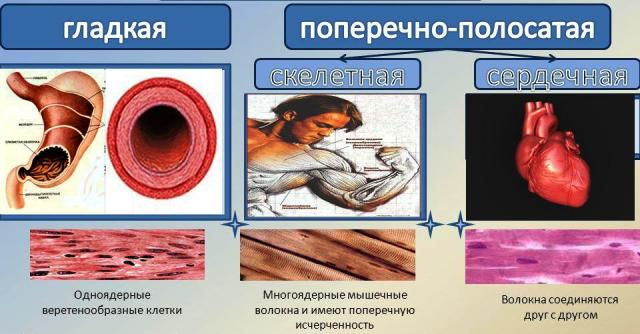 гладкая
поперечно-полосатая
скелетная
сердечная
Одноядерные
веретенообразные клетки
Многоядерные мышечные
волокна и имеют поперечную
исчерченность
Волокна соединяются
друг с другом